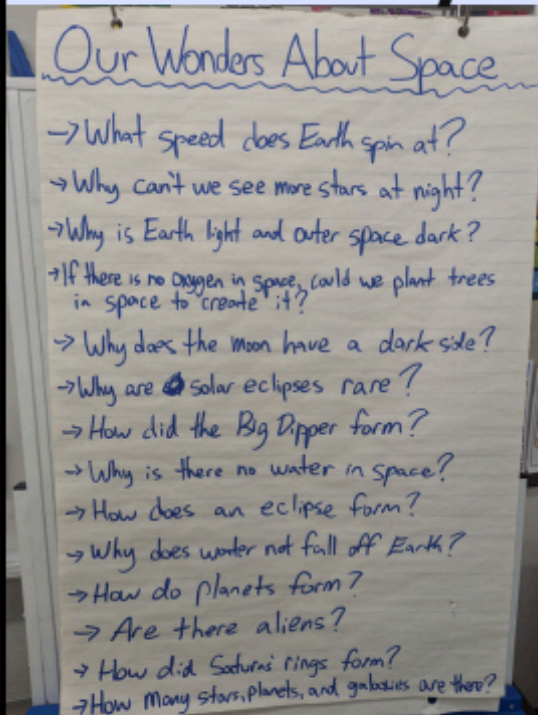 Our Wonders About Space
→ What speed does Earth spin at?
→ Why can't we see more stars at night?
→ Why is Earth light and outer space dark?
→ If there is no oxygen in space, could we plant trees
in space to "create" it?
→ Why does the moon have a dark side?
→ Why are solar eclipses rare?
→ How did the Big Dipper form?
→ Why is there no water in space?
→ How does an eclipse form?
→ Why does water not fall off Earth?
→ How do planets form?
→ Are there aliens?
→ How did Saturns' rings form?
→ How many stars, planets, and galaxies are there?